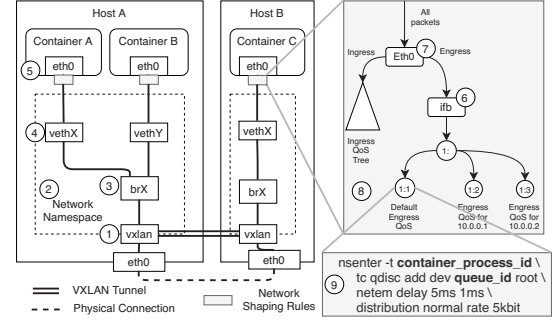 Host A
Host B
Container A
Container B
Container C
eth0
eth0
eth0
5
4
vethX
vethY
vethX
2
Network
Namespace
3
brX
brX
1
vxlan
vxlan
eth0
eth0
VXLAN Tunnel
Physical Connection
Network
Shaping Rules
All
packets
Ingress
Eth0
7
Egress
ifb
6
Ingress
QoS
Tree
1:
8
1:1
1:2
1:3
Default
Engress
QoS
Engress
QoS for
10.0.0.1
Engress
QoS for
10.0.0.2
9
nsenter -t container_process_id \
tc qdisc add dev queue_id root \
netem delay 5ms 1ms \
distribution normal rate 5kbit